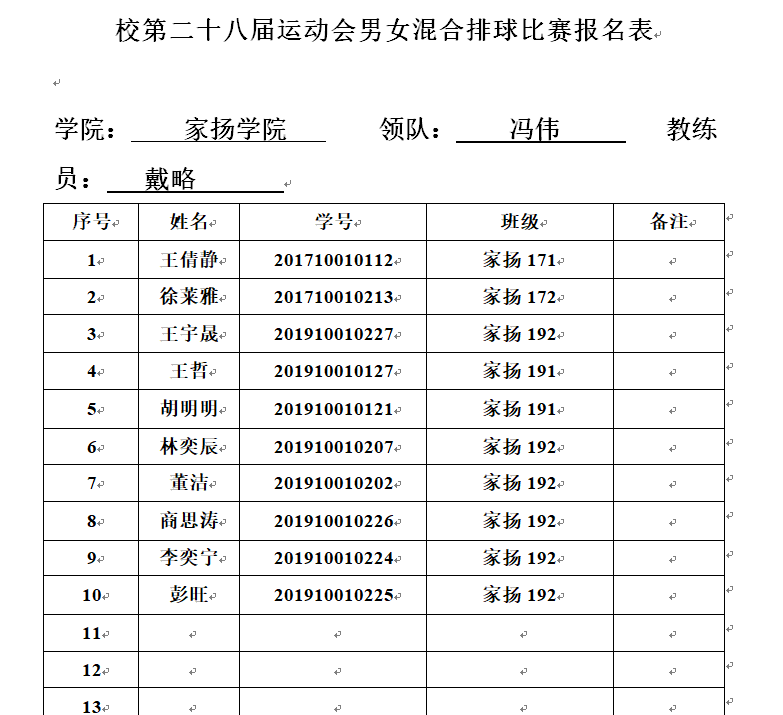 校第二十八届运动会男女混合排球比赛报名表
学院：家扬学院 领队：冯伟 教练
员：戴略
序号 姓名 学号 班级 备注
1 王倩静 201710010112 家扬 171
2 徐莱雅 201710010213 家扬 172
3 王宇晟 201910010227 家扬 192
4 王哲 201910010127 家扬 191
5 胡明明 201910010121 家扬 191
6 林奕辰 201910010207 家扬 192
7 董洁 201910010202 家扬 192
8 商思涛 201910010226 家扬 192
9 李奕宁 201910010224 家扬 192
10 彭旺 201910010225 家扬 192
11
12
13